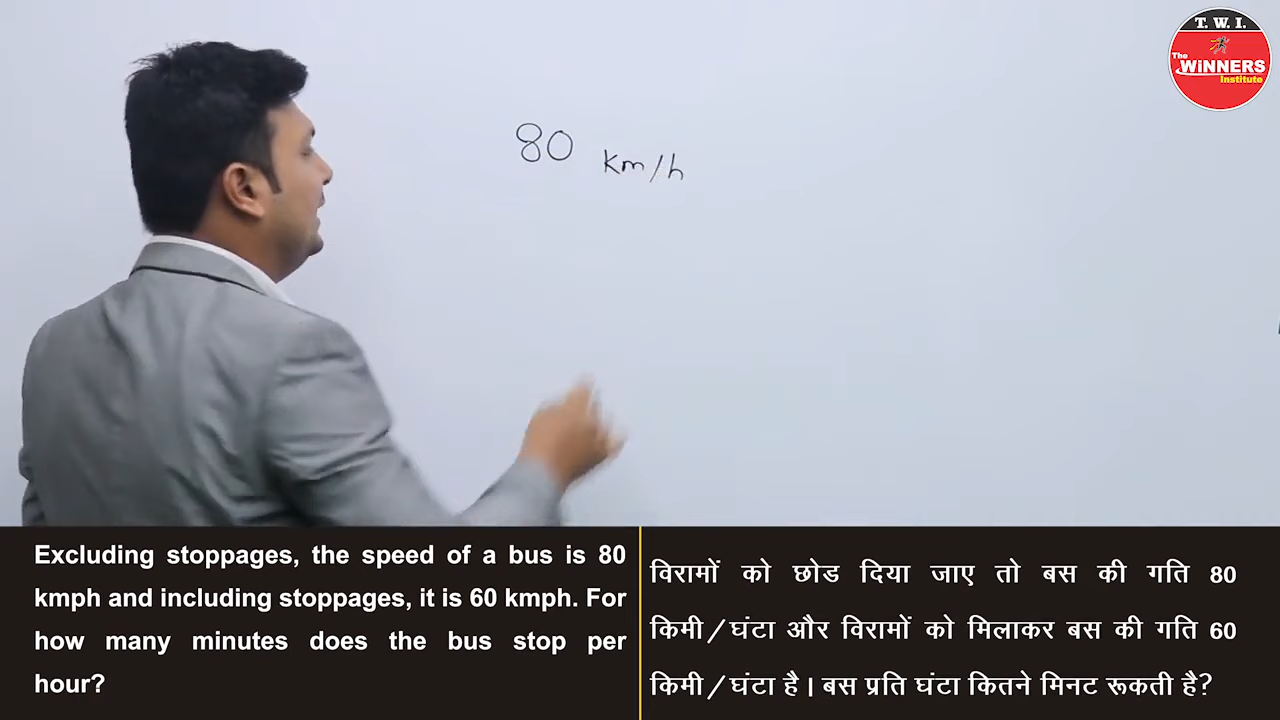 T. W. I.
The
WiNNERS
Institute
80 km/h
Excluding stoppages, the speed of a bus is 80
kmph and including stoppages, it is 60 kmph. For
how many minutes does the bus stop per
hour?
विरामों को छोड दिया जाए तो बस की गति 80
किमी/घंटा और विरामों को मिलाकर बस की गति 60
किमी/घंटा है। बस प्रति घंटा कितने मिनट रूकती है?